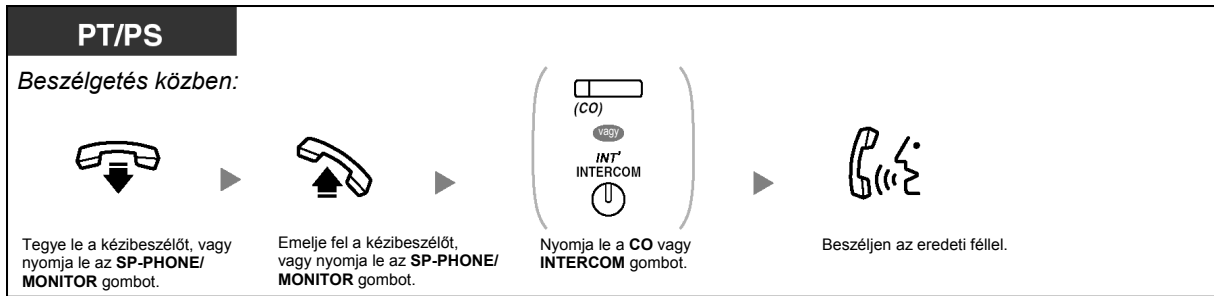 PT/PS
Beszélgetés közben:
(CO)
vagy
INT'
INTERCOM
Tegye le a kézibeszélőt, vagy
nyomja le az SP-PHONE/
MONITOR gombot.
Emelje fel a kézibeszélőt,
vagy nyomja le az SP-PHONE/
MONITOR gombot.
Nyomja le a CO vagy
INTERCOM gombot.
Beszéljen az eredeti féllel.